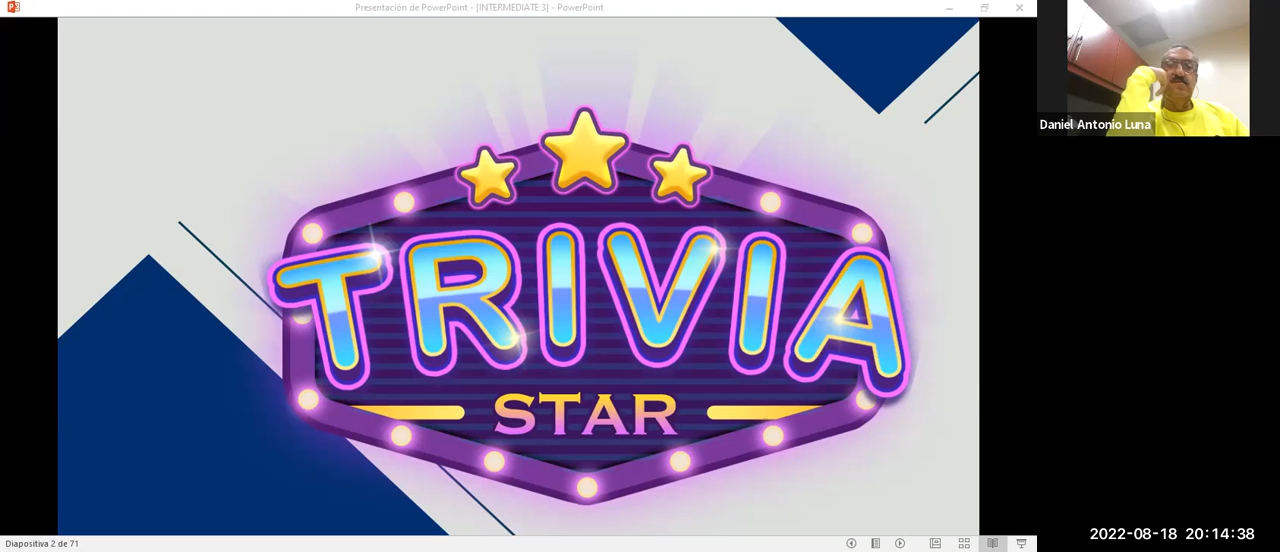 Presentación de PowerPoint - [INTERMEDIATE 3] - PowerPoint
TRIVIA
STAR
Daniel Antonio Luna
2022-08-18 20:14:38
Diapositiva 2 de 71